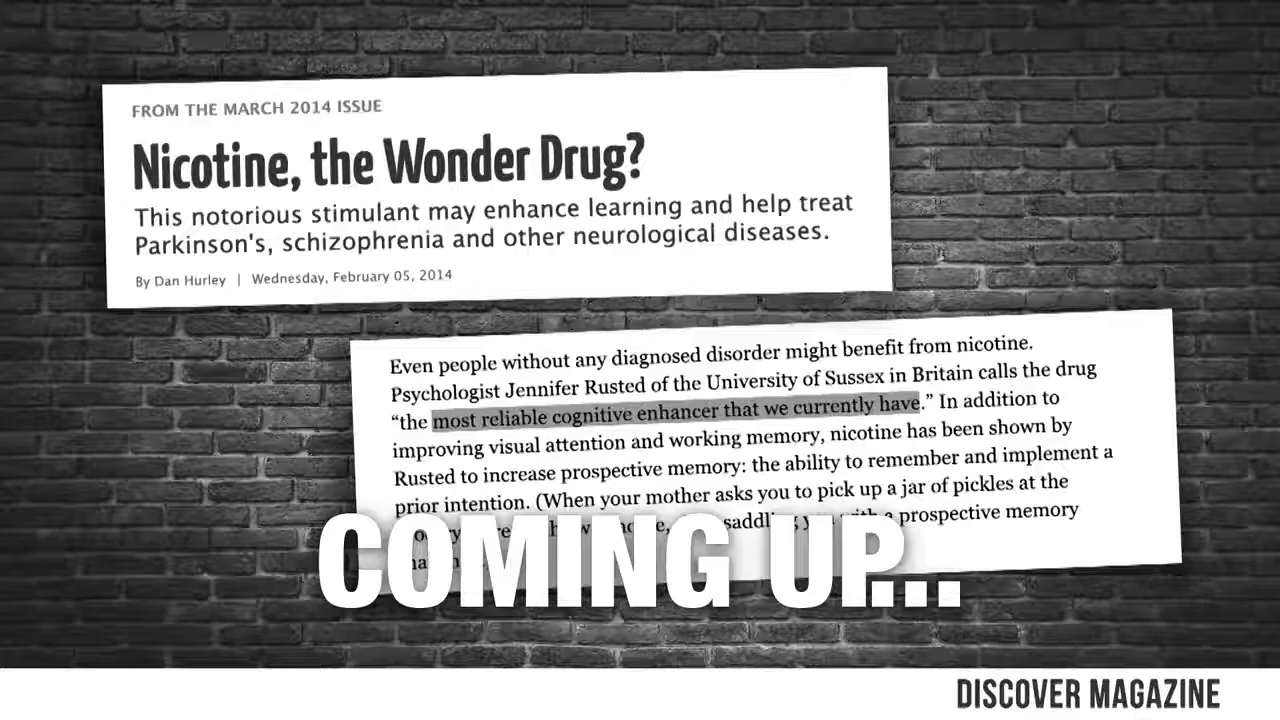 FROM THE MARCH 2014 ISSUE
Nicotine, the Wonder Drug?
This notorious stimulant may enhance learning and help treat
Parkinson's, schizophrenia and other neurological diseases.
By Dan Hurley | Wednesday, February 05, 2014
Even people without any diagnosed disorder might benefit from nicotine.
Psychologist Jennifer Rusted of the University of Sussex in Britain calls the drug
“the most reliable cognitive enhancer that we currently have.” In addition to
improving visual attention and working memory, nicotine has been shown by
Rusted to increase prospective memory: the ability to remember and implement a
prior intention. (When your mother asks you to pick up a jar of pickles at the
prospective memory
COMING UP...
DISCOVER MAGAZINE